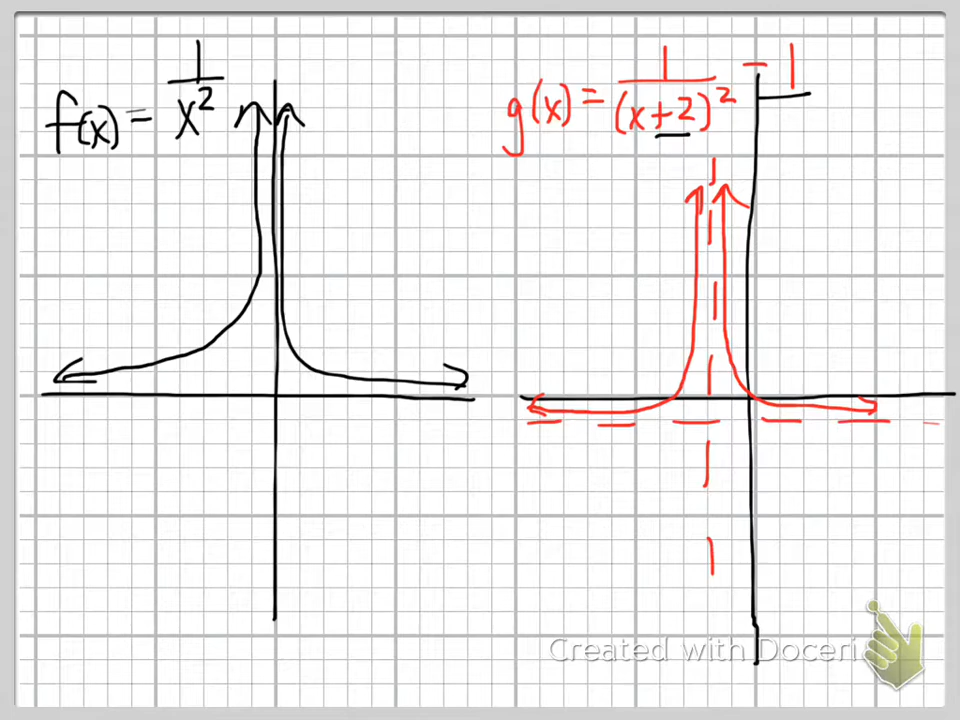 f(x) = 1/x²
g(x) = 1/(x+2)² - 1
Created with Doceri